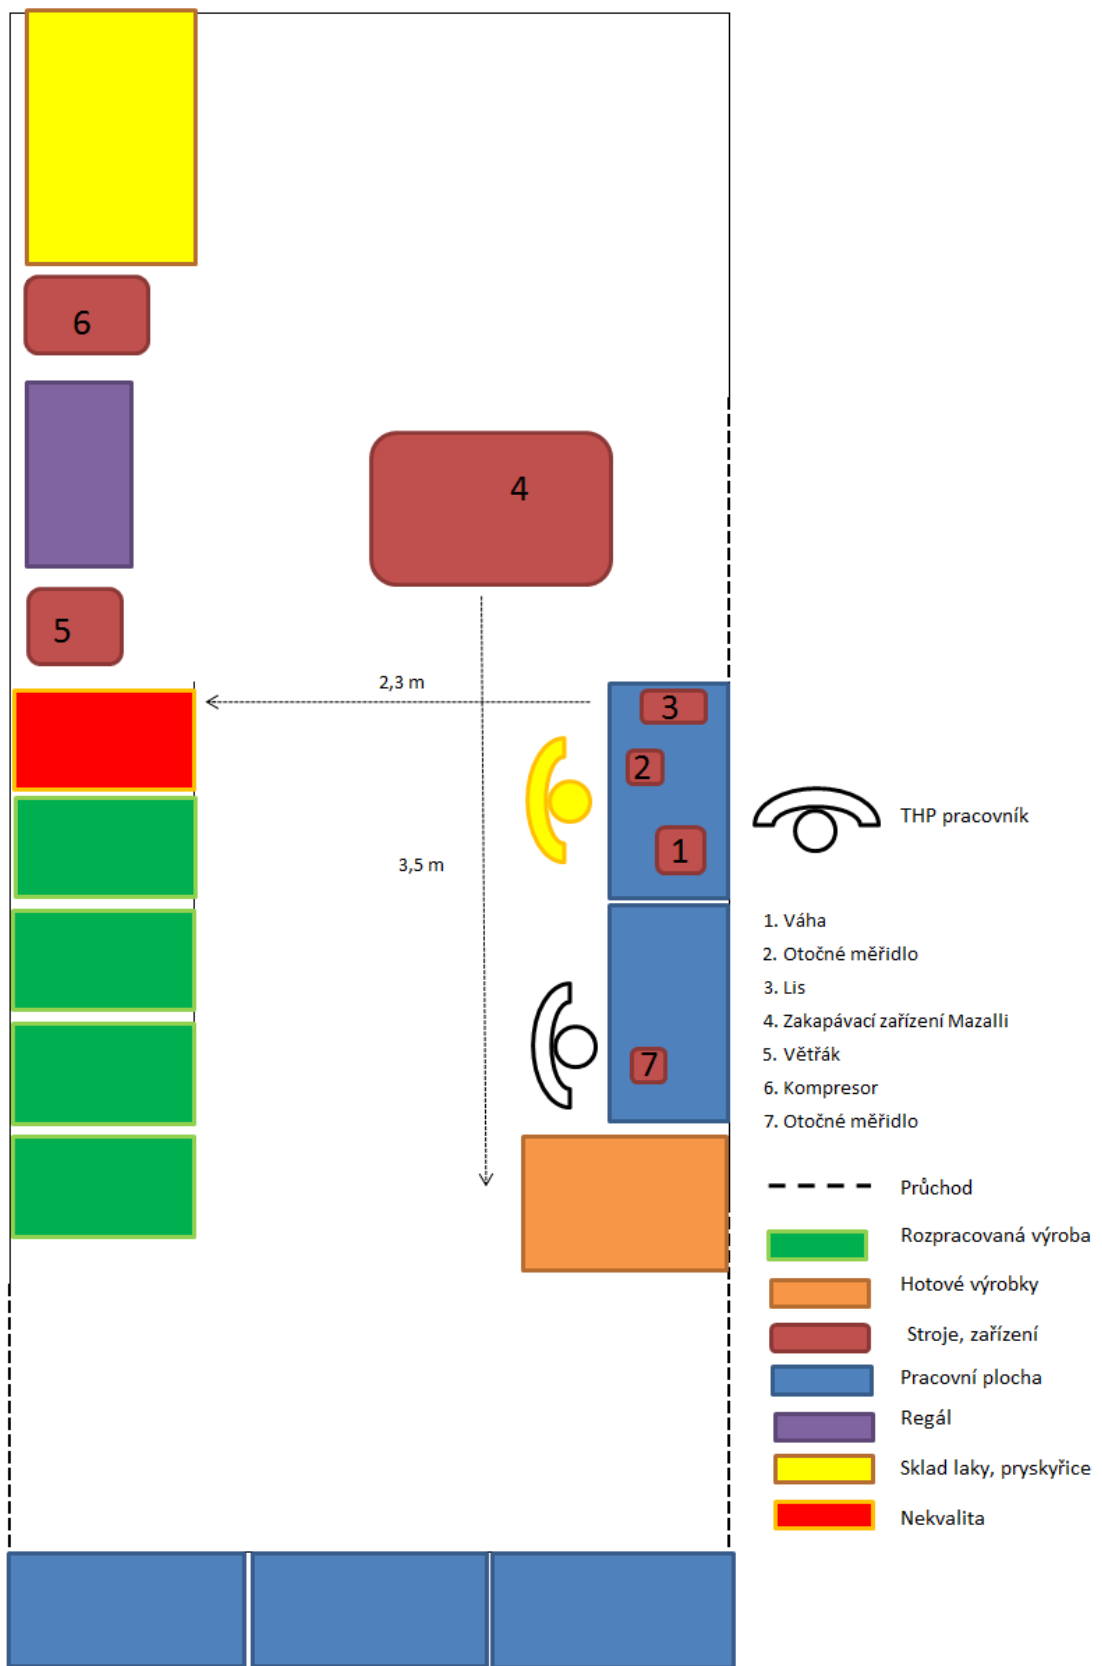 6
4
5
2,3 m
3
2
1
3,5 m
7
THP pracovník
1. Váha
2. Otočné měřidlo
3. Lis
4. Zakapávací zařízení Mazalli
5. Větřák
6. Kompresor
7. Otočné měřidlo
Průchod
Rozpracovaná výroba
Hotové výrobky
Stroje, zařízení
Pracovní plocha
Regál
Sklad laky, pryskyřice
Nekvalita